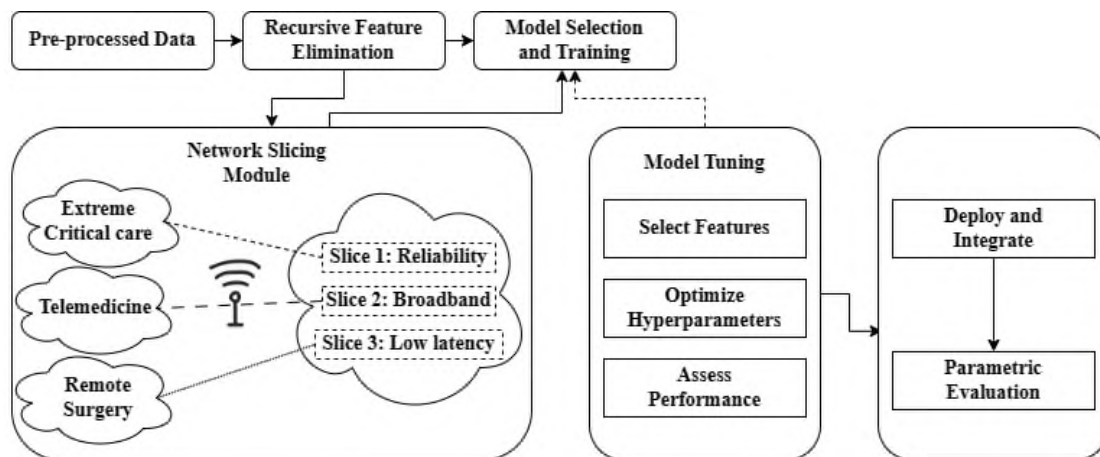 Pre-processed Data
Recursive Feature
Elimination
Model Selection
and Training
Network Slicing
Module
Extreme
Critical care
Telemedicine
Remote
Surgery
Slice 1: Reliability
Slice 2: Broadband
Slice 3: Low latency
Model Tuning
Select Features
Optimize
Hyperparameters
Assess
Performance
Deploy and
Integrate
Parametric
Evaluation